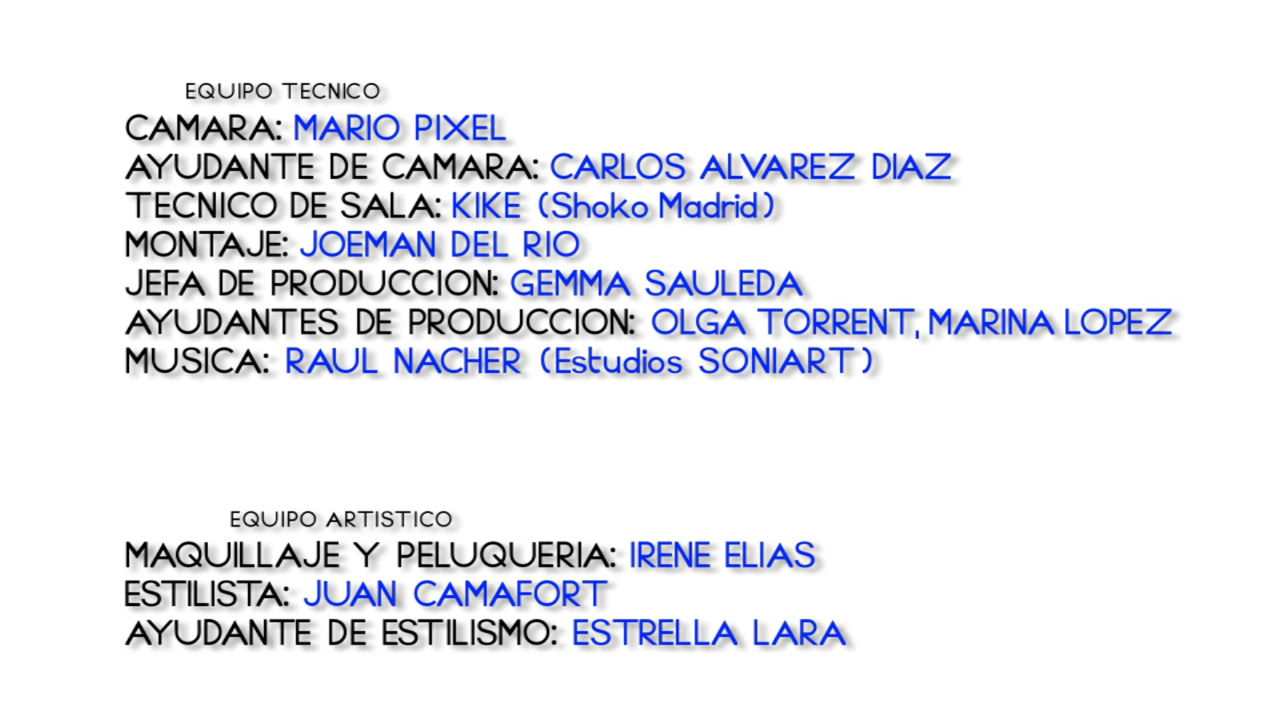 EQUIPO TECNICO
CAMARA: MARIO PIXEL
AYUDANTE DE CAMARA: CARLOS ALVAREZ DIAZ
TECNICO DE SALA: KIKE (Shoko Madrid)
MONTAJE: JOEMAN DEL RIO
JEFA DE PRODUCCION: GEMMA SAULEDA
AYUDANTES DE PRODUCCION: OLGA TORRENT, MARINA LOPEZ
MUSICA: RAUL NACHER (Estudios SONIART)
EQUIPO ARTISTICO
MAQUILLAJE Y PELUQUERIA: IRENE ELIAS
ESTILISTA: JUAN CAMAFORT
AYUDANTE DE ESTILISMO: ESTRELLA LARA